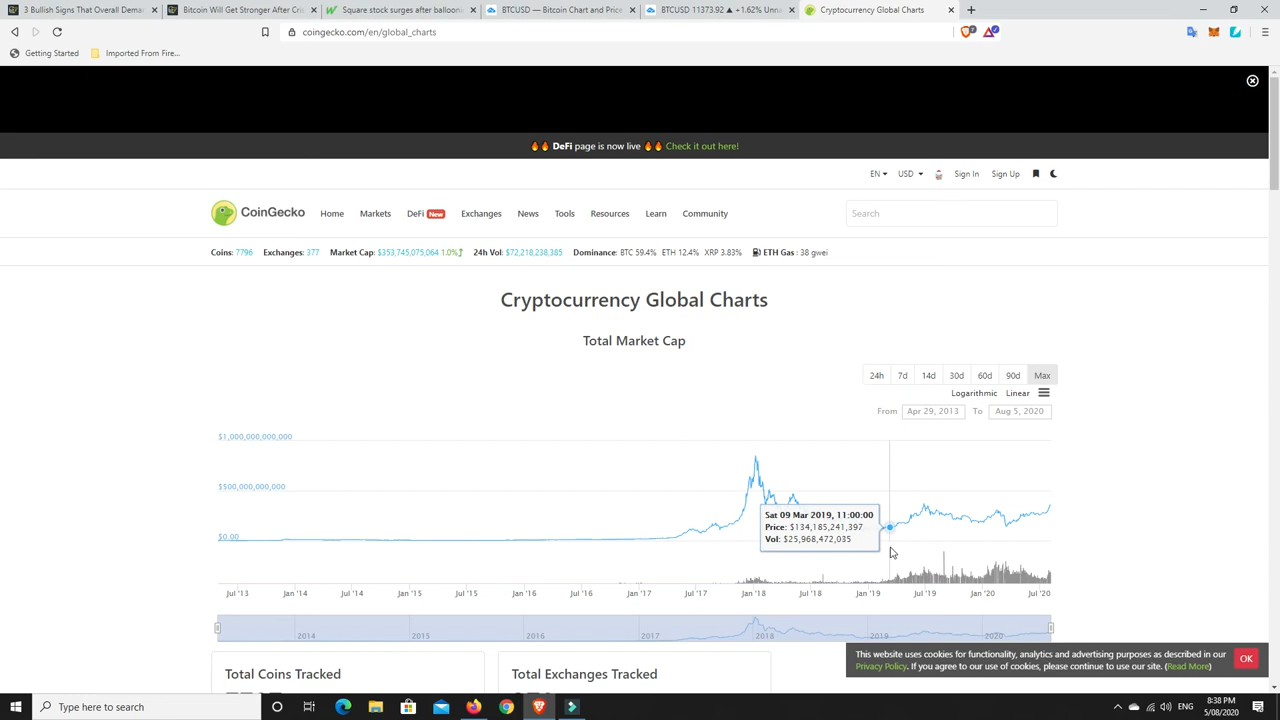 3 Bullish Signs That Overall Dema
Bitcoin Will Get Stronger After Cris
Square stock surges after balloone
BTCUSD — Bitcoin Chart and Price
BTCUSD 11373.92 ▲ +1.62% Unna
Cryptocurrency Global Charts
coingecko.com/en/global_charts
Getting Started
Imported From Fire...
DeFi page is now live Check it out here!
EN USD Sign In Sign Up
CoinGecko Home Markets DeFi New Exchanges News Tools Resources Learn Community Search
Coins: 7796 Exchanges: 377 Market Cap: $353,745,075,064 1.0% 24h Vol: $72,218,238,385 Dominance: BTC 59.4% ETH 12.4% XRP 3.83% ETH Gas : 38 gwei
Cryptocurrency Global Charts
Total Market Cap
24h 7d 14d 30d 60d 90d Max
Logarithmic Linear
From Apr 29, 2013 To Aug 5, 2020
$1,000,000,000,000
$500,000,000,000
$0.00
Sat 09 Mar 2019, 11:00:00
Price: $134,185,241,397
Vol: $25,968,472,035
Jul '13 Jan '14 Jul '14 Jan '15 Jul '15 Jan '16 Jul '16 Jan '17 Jul '17 Jan '18 Jul '18 Jan '19 Jul '19 Jan '20 Jul '20
2014 2015 2016 2017 2018 2019 2020
Total Coins Tracked
Total Exchanges Tracked
This website uses cookies for functionality, analytics and advertising purposes as described in our
Privacy Policy. If you agree to our use of cookies, please continue to use our site. (Read More)
OK
Type here to search
ENG
8:38 PM
5/08/2020